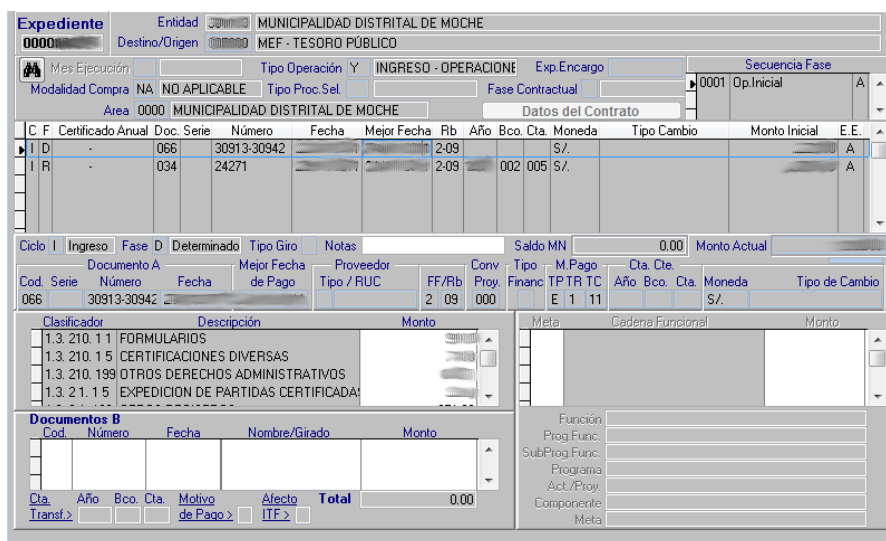 Expediente Entidad MUNICIPALIDAD DISTRITAL DE MOCHE
0000 Destino/Origen MEF - TESORO PÚBLICO
Mes Ejecución Tipo Operación Y INGRESO - OPERACIONE Exp.Encargo Secuencia Fase
Modalidad Compra NA NO APLICABLE Tipo Proc.Sel. Fase Contractual 0001 Op.Inicial A
Area 0000 MUNICIPALIDAD DISTRITAL DE MOCHE Datos del Contrato
C F Certificado Anual Doc. Serie Número Fecha Mejor Fecha Rb Año Bco. Cta. Moneda Tipo Cambio Monto Inicial E.E.
I D - 066 30913-30942 2-09 S/. A
I R - 034 24271 2-09 002 005 S/. A
Ciclo I Ingreso Fase D Determinado Tipo Giro Notas Saldo MN 0.00 Monto Actual
Documento A Mejor Fecha Proveedor Conv Tipo M.Pago Cta. Cte.
Cod. Serie Número Fecha de Pago Tipo / RUC FF/Rb Proy. Financ TP TR TC Año Bco. Cta. Moneda Tipo de Cambio
066 30913-30942 2 09 000 E 1 11 S/.
Clasificador Descripción Monto Meta Cadena Funcional Monto
1.3. 210. 1 1 FORMULARIOS
1.3. 210. 1 5 CERTIFICACIONES DIVERSAS
1.3. 210. 199 OTROS DERECHOS ADMINISTRATIVOS
1.3. 2 1. 1 5 EXPEDICION DE PARTIDAS CERTIFICADA
Documentos B Función
Cod. Número Fecha Nombre/Girado Monto Prog.Func.
SubProg.Func.
Programa
Act./Proy.
Cta. Año Bco. Cta. Motivo Afecto Total 0.00 Componente
Transf.> de Pago > ITF > Meta